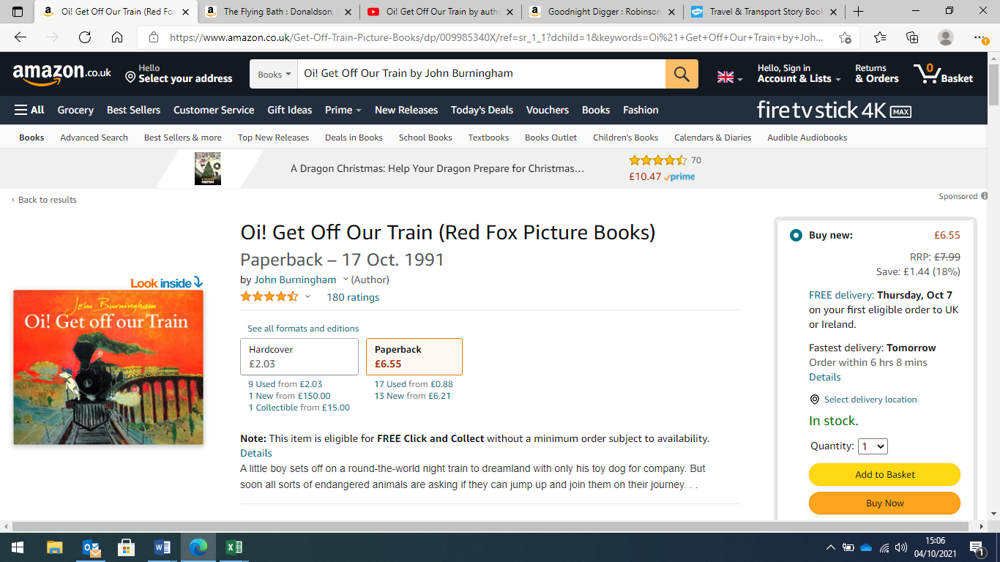 Oi! Get Off Our Train (Red Fo
The Flying Bath : Donaldson,
Oi! Get Off Our Train by autho
Goodnight Digger : Robinson
Travel & Transport Story Book
https://www.amazon.co.uk/Get-Off-Train-Picture-Books/dp/009985340X/ref=sr_1_1?dchild=1&keywords=Oi%21+Get+Off+Our+Train+by+Joh...
amazon.co.uk
Hello
Select your address
Books
Oi! Get Off Our Train by John Burningham
Hello, Sign in
Account & Lists
Returns
& Orders
0
Basket
All
Grocery
Best Sellers
Customer Service
Gift Ideas
Prime
New Releases
Today's Deals
Vouchers
Books
Fashion
fire tv stick 4K MAX
Books
Advanced Search
Best Sellers & more
Top New Releases
Deals in Books
School Books
Textbooks
Books Outlet
Children's Books
Calendars & Diaries
Audible Audiobooks
A Dragon Christmas: Help Your Dragon Prepare for Christmas…
70
£10.47 prime
‹ Back to results
Sponsored
Oi! Get Off Our Train (Red Fox Picture Books)
Paperback – 17 Oct. 1991
by John Burningham (Author)
180 ratings
Look inside
John Burningham
Oi! Get off our Train
See all formats and editions
Hardcover
£2.03
Paperback
£6.55
9 Used from £2.03
1 New from £150.00
1 Collectible from £15.00
17 Used from £0.88
13 New from £6.21
Note: This item is eligible for FREE Click and Collect without a minimum order subject to availability.
Details
A little boy sets off on a round-the-world night train to dreamland with only his toy dog for company. But
soon all sorts of endangered animals are asking if they can jump up and join them on their journey. . .
Buy new:
£6.55
RRP: £7.99
Save: £1.44 (18%)
FREE delivery: Thursday, Oct 7
on your first eligible order to UK
or Ireland.
Fastest delivery: Tomorrow
Order within 6 hrs 8 mins
Details
Select delivery location
In stock.
Quantity: 1
Add to Basket
Buy Now
15:06
04/10/2021
1